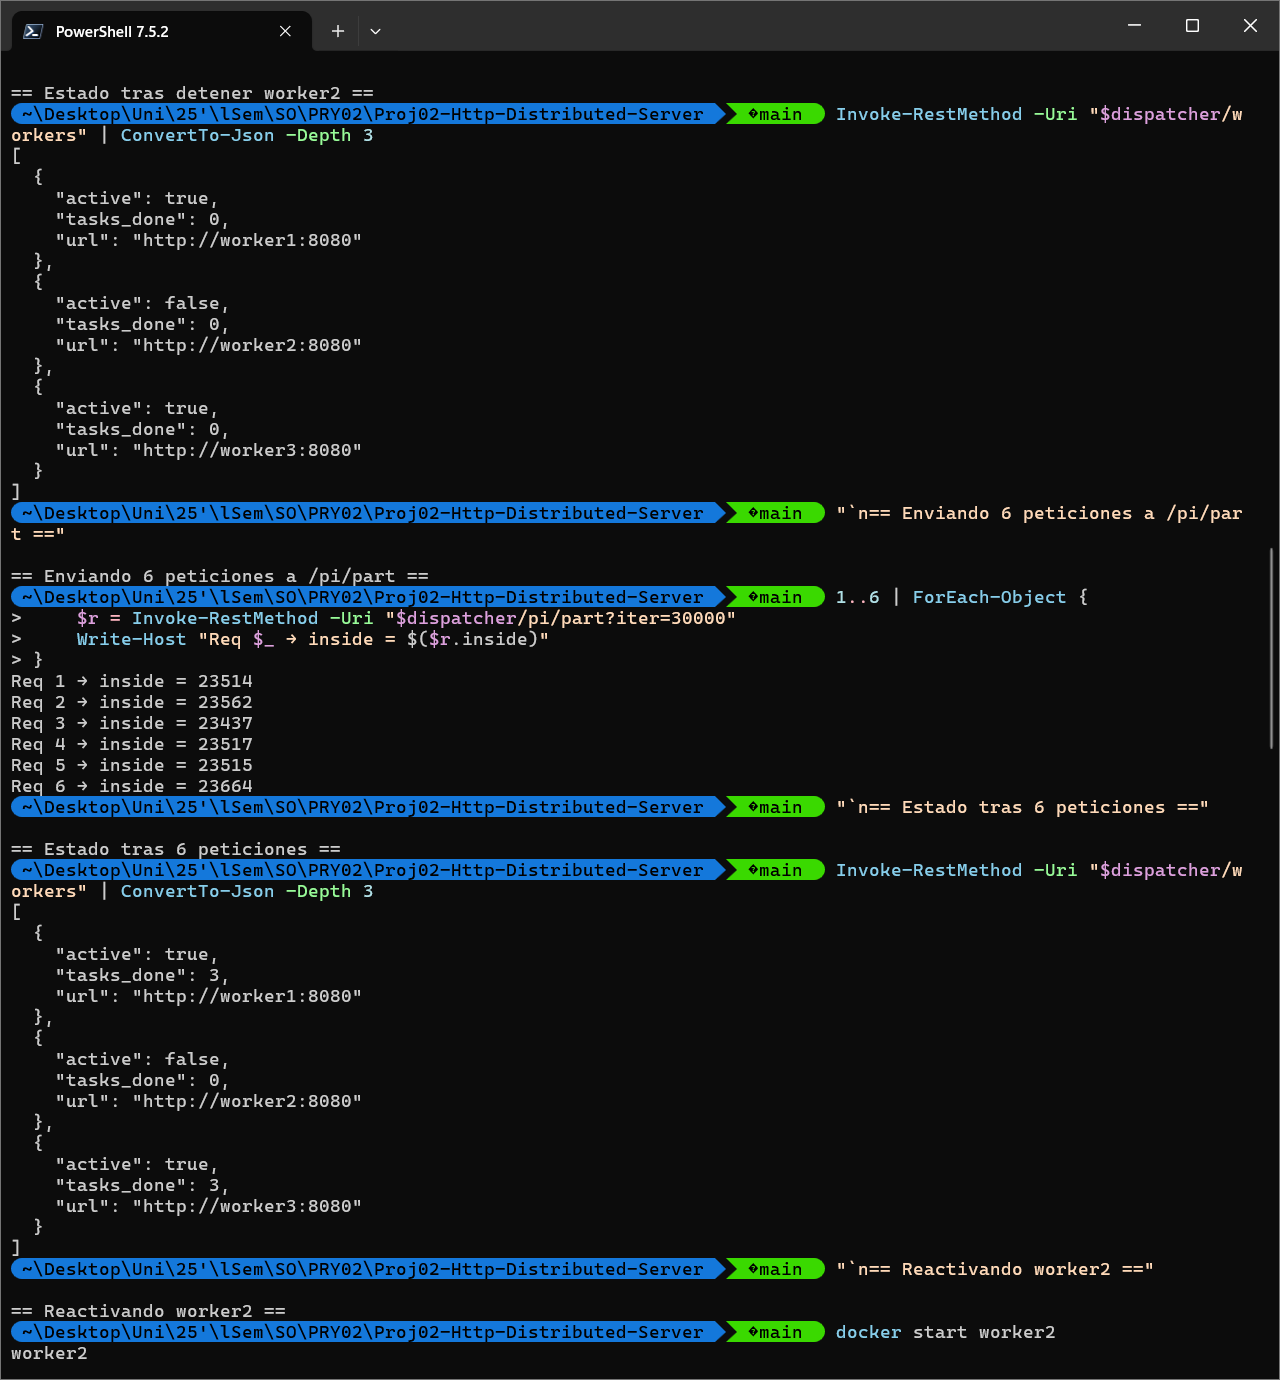 PowerShell 7.5.2
== Estado tras detener worker2 ==
~\Desktop\Uni\25'\lSem\SO\PRY02\Proj02-Http-Distributed-Server �main Invoke-RestMethod -Uri "$dispatcher/w
orkers" | ConvertTo-Json -Depth 3
[
{
"active": true,
"tasks_done": 0,
"url": "http://worker1:8080"
},
{
"active": false,
"tasks_done": 0,
"url": "http://worker2:8080"
},
{
"active": true,
"tasks_done": 0,
"url": "http://worker3:8080"
}
]
~\Desktop\Uni\25'\lSem\SO\PRY02\Proj02-Http-Distributed-Server �main "`n== Enviando 6 peticiones a /pi/par
t =="
== Enviando 6 peticiones a /pi/part ==
~\Desktop\Uni\25'\lSem\SO\PRY02\Proj02-Http-Distributed-Server �main 1..6 | ForEach-Object {
> $r = Invoke-RestMethod -Uri "$dispatcher/pi/part?iter=30000"
> Write-Host "Req $_ → inside = $($r.inside)"
> }
Req 1 → inside = 23514
Req 2 → inside = 23562
Req 3 → inside = 23437
Req 4 → inside = 23517
Req 5 → inside = 23515
Req 6 → inside = 23664
~\Desktop\Uni\25'\lSem\SO\PRY02\Proj02-Http-Distributed-Server �main "`n== Estado tras 6 peticiones =="
== Estado tras 6 peticiones ==
~\Desktop\Uni\25'\lSem\SO\PRY02\Proj02-Http-Distributed-Server �main Invoke-RestMethod -Uri "$dispatcher/w
orkers" | ConvertTo-Json -Depth 3
[
{
"active": true,
"tasks_done": 3,
"url": "http://worker1:8080"
},
{
"active": false,
"tasks_done": 0,
"url": "http://worker2:8080"
},
{
"active": true,
"tasks_done": 3,
"url": "http://worker3:8080"
}
]
~\Desktop\Uni\25'\lSem\SO\PRY02\Proj02-Http-Distributed-Server �main "`n== Reactivando worker2 =="
== Reactivando worker2 ==
~\Desktop\Uni\25'\lSem\SO\PRY02\Proj02-Http-Distributed-Server �main docker start worker2
worker2